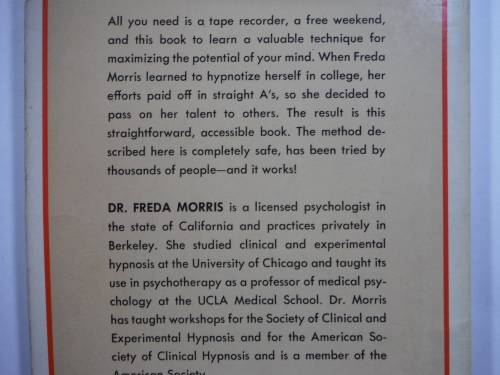 All you need is a tape recorder, a free weekend,
and this book to learn a valuable technique for
maximizing the potential of your mind. When Freda
Morris learned to hypnotize herself in college, her
efforts paid off in straight A's, so she decided to
pass on her talent to others. The result is this
straightforward, accessible book. The method de-
scribed here is completely safe, has been tried by
thousands of people—and it works!
DR. FREDA MORRIS is a licensed psychologist in
the state of California and practices privately in
Berkeley. She studied clinical and experimental
hypnosis at the University of Chicago and taught its
use in psychotherapy as a professor of medical psy-
chology at the UCLA Medical School. Dr. Morris
has taught workshops for the Society of Clinical and
Experimental Hypnosis and for the American So-
ciety of Clinical Hypnosis and is a member of the
American Society